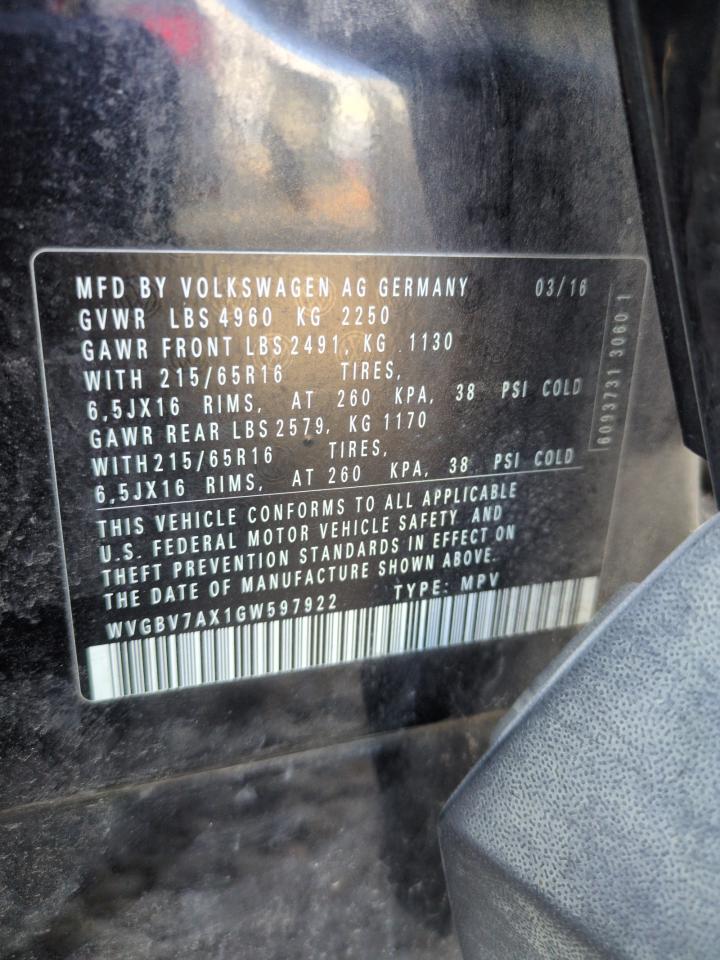 MFD BY VOLKSWAGEN AG GERMANY 03/16
GVWR LBS 4960 KG 2250
GAWR FRONT LBS 2491, KG 1130
WITH 215/65R16 TIRES,
6,5JX16 RIMS, AT 260 KPA, 38 PSI COLD
GAWR REAR LBS 2579, KG 1170
WITH 215/65R16 TIRES,
6,5JX16 RIMS, AT 260 KPA, 38 PSI COLD
THIS VEHICLE CONFORMS TO ALL APPLICABLE
U.S. FEDERAL MOTOR VEHICLE SAFETY AND
THEFT PREVENTION STANDARDS IN EFFECT ON
THE DATE OF MANUFACTURE SHOWN ABOVE.
WVGBV7AX1GW597922 TYPE: MPV
6093731 3060 1